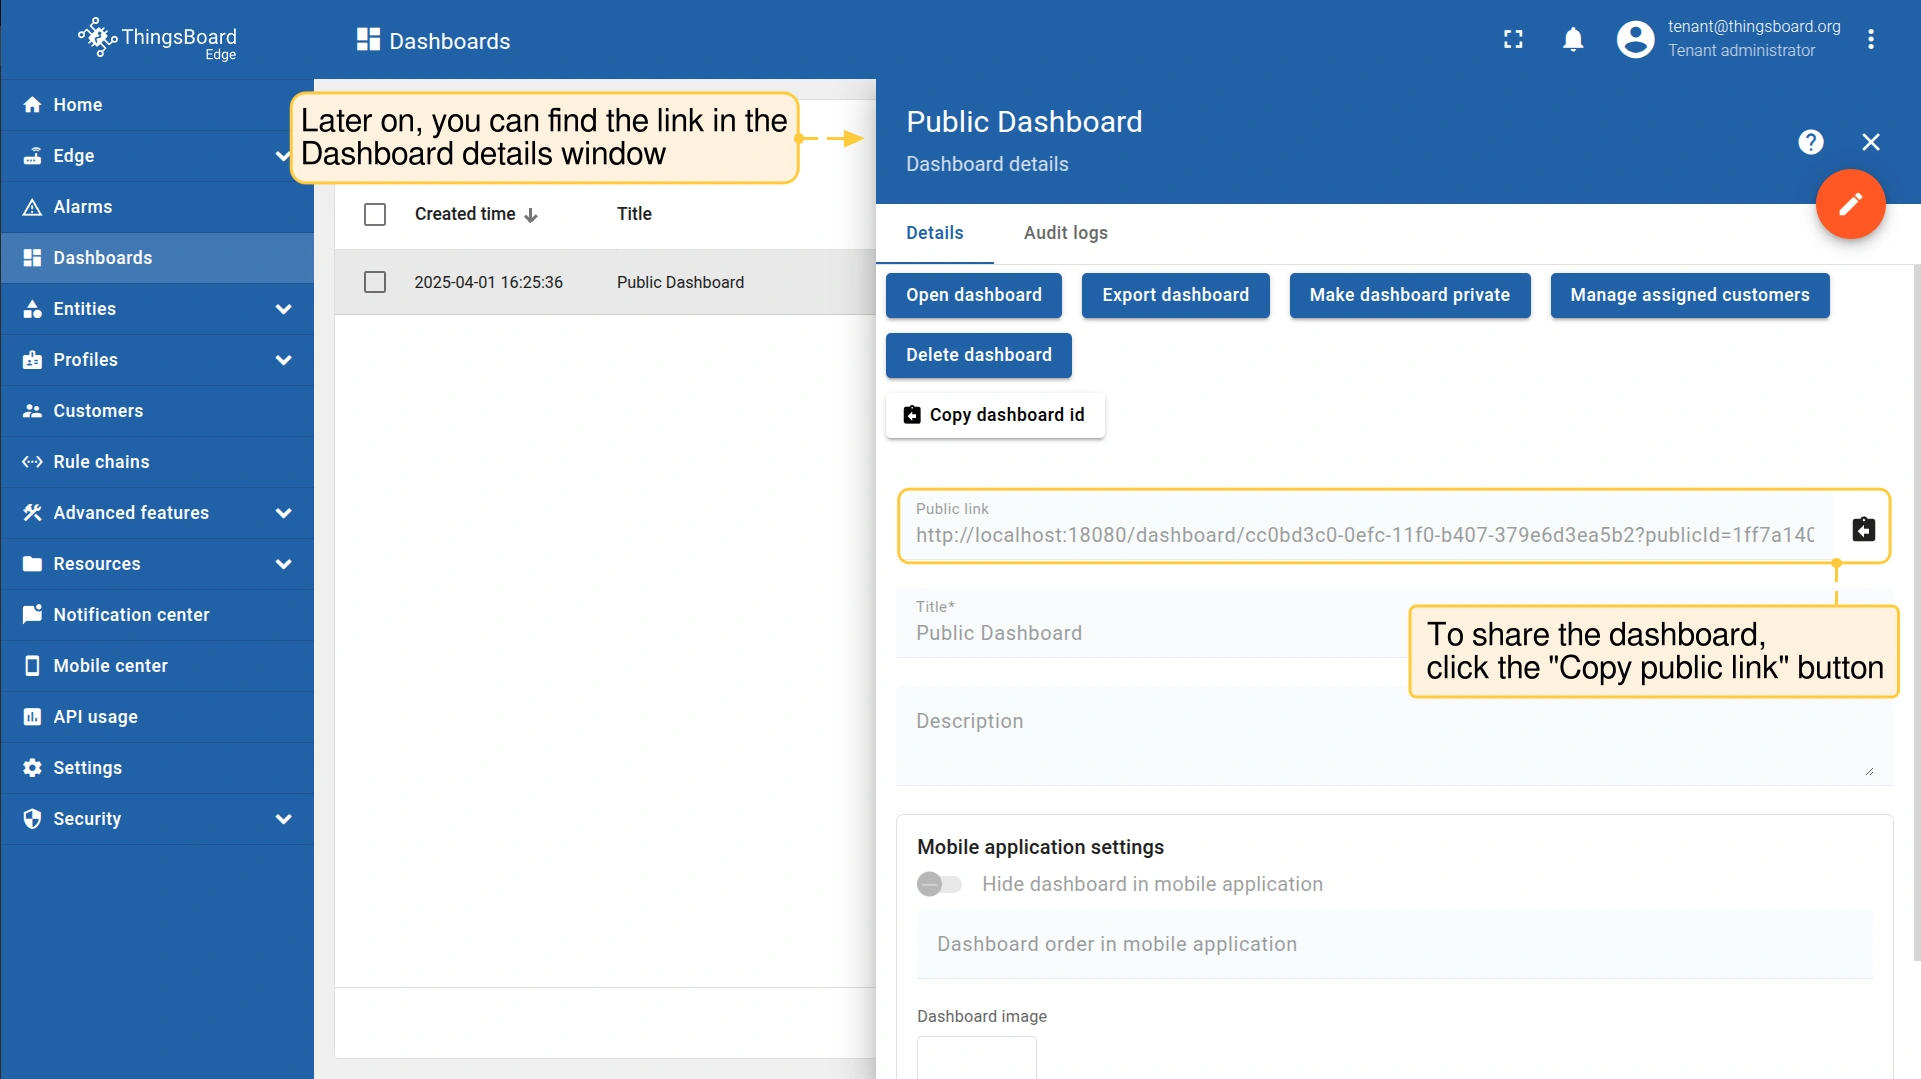 ThingsBoard
Edge
Dashboards
tenant@thingsboard.org
Tenant administrator
Home
Edge
Alarms
Dashboards
Entities
Profiles
Customers
Rule chains
Advanced features
Resources
Notification center
Mobile center
API usage
Settings
Security
Later on, you can find the link in the
Dashboard details window
Created time
Title
2025-04-01 16:25:36
Public Dashboard
Public Dashboard
Dashboard details
Details
Audit logs
Open dashboard
Export dashboard
Make dashboard private
Manage assigned customers
Delete dashboard
Copy dashboard id
Public link
http://localhost:18080/dashboard/cc0bd3c0-0efc-11f0-b407-379e6d3ea5b2?publicId=1ff7a140
Title*
Public Dashboard
To share the dashboard,
click the "Copy public link" button
Description
Mobile application settings
Hide dashboard in mobile application
Dashboard order in mobile application
Dashboard image